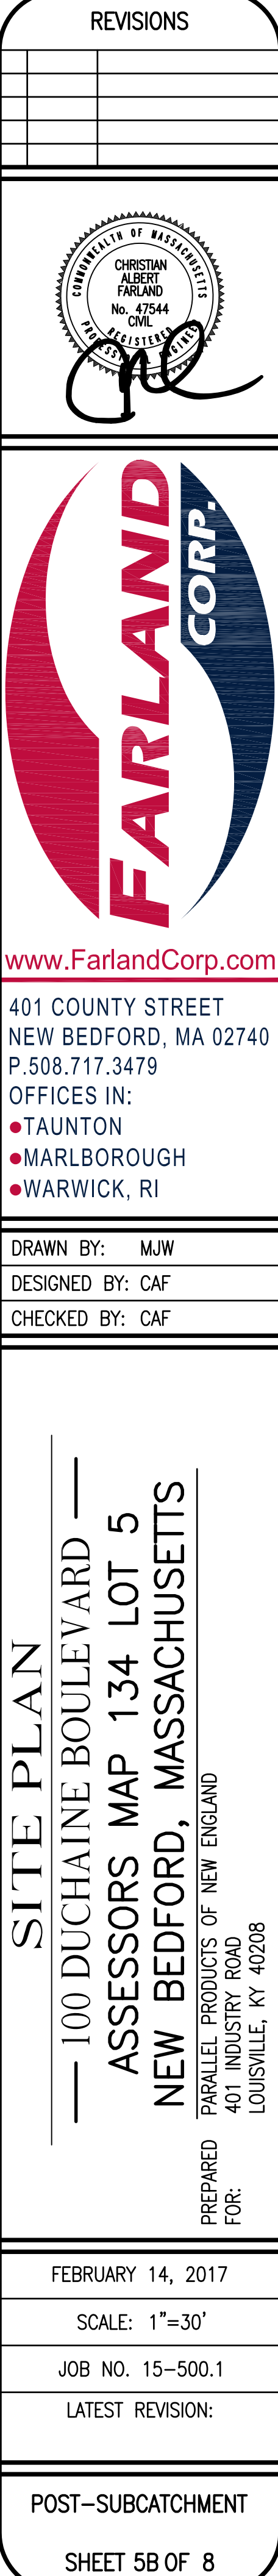 REVISIONS
COMMONWEALTH OF MASSACHUSETTS
CHRISTIAN
ALBERT
FARLAND
No. 47544
CIVIL
REGISTERED
FARLAND
CORP.
www.FarlandCorp.com
401 COUNTY STREET
NEW BEDFORD, MA 02740
P.508.717.3479
OFFICES IN:
•TAUNTON
•MARLBOROUGH
•WARWICK, RI
DRAWN BY: MJW
DESIGNED BY: CAF
CHECKED BY: CAF
SITE PLAN
100 DUCHAINE BOULEVARD
ASSESSORS MAP 134 LOT 5
NEW BEDFORD, MASSACHUSETTS
PREPARED FOR:
PARALLEL PRODUCTS OF NEW ENGLAND
401 INDUSTRY ROAD
LOUISVILLE, KY 40208
FEBRUARY 14, 2017
SCALE: 1"=30'
JOB NO. 15-500.1
LATEST REVISION:
POST-SUBCATCHMENT
SHEET 5B OF 8